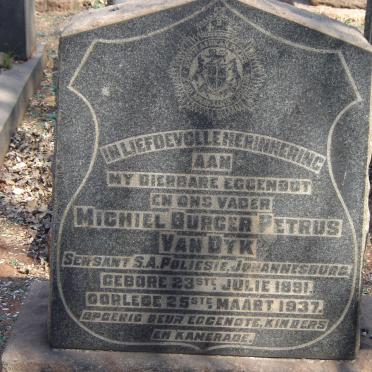 IN LIEFDEVOLLE HERINNERING
AAN
MY DIERBARE EGGENOOT
EN ONS VADER
MICHIEL BURGER PETRUS
VAN DYK
SERSANT S.A. POLIESIE, JOHANNESBURG.
GEBORE 23STE JULIE 1891.
OORLEDE 25STE MAART 1937.
OPGERIG DEUR EGGENOTE, KINDERS
EN KAMERADE.